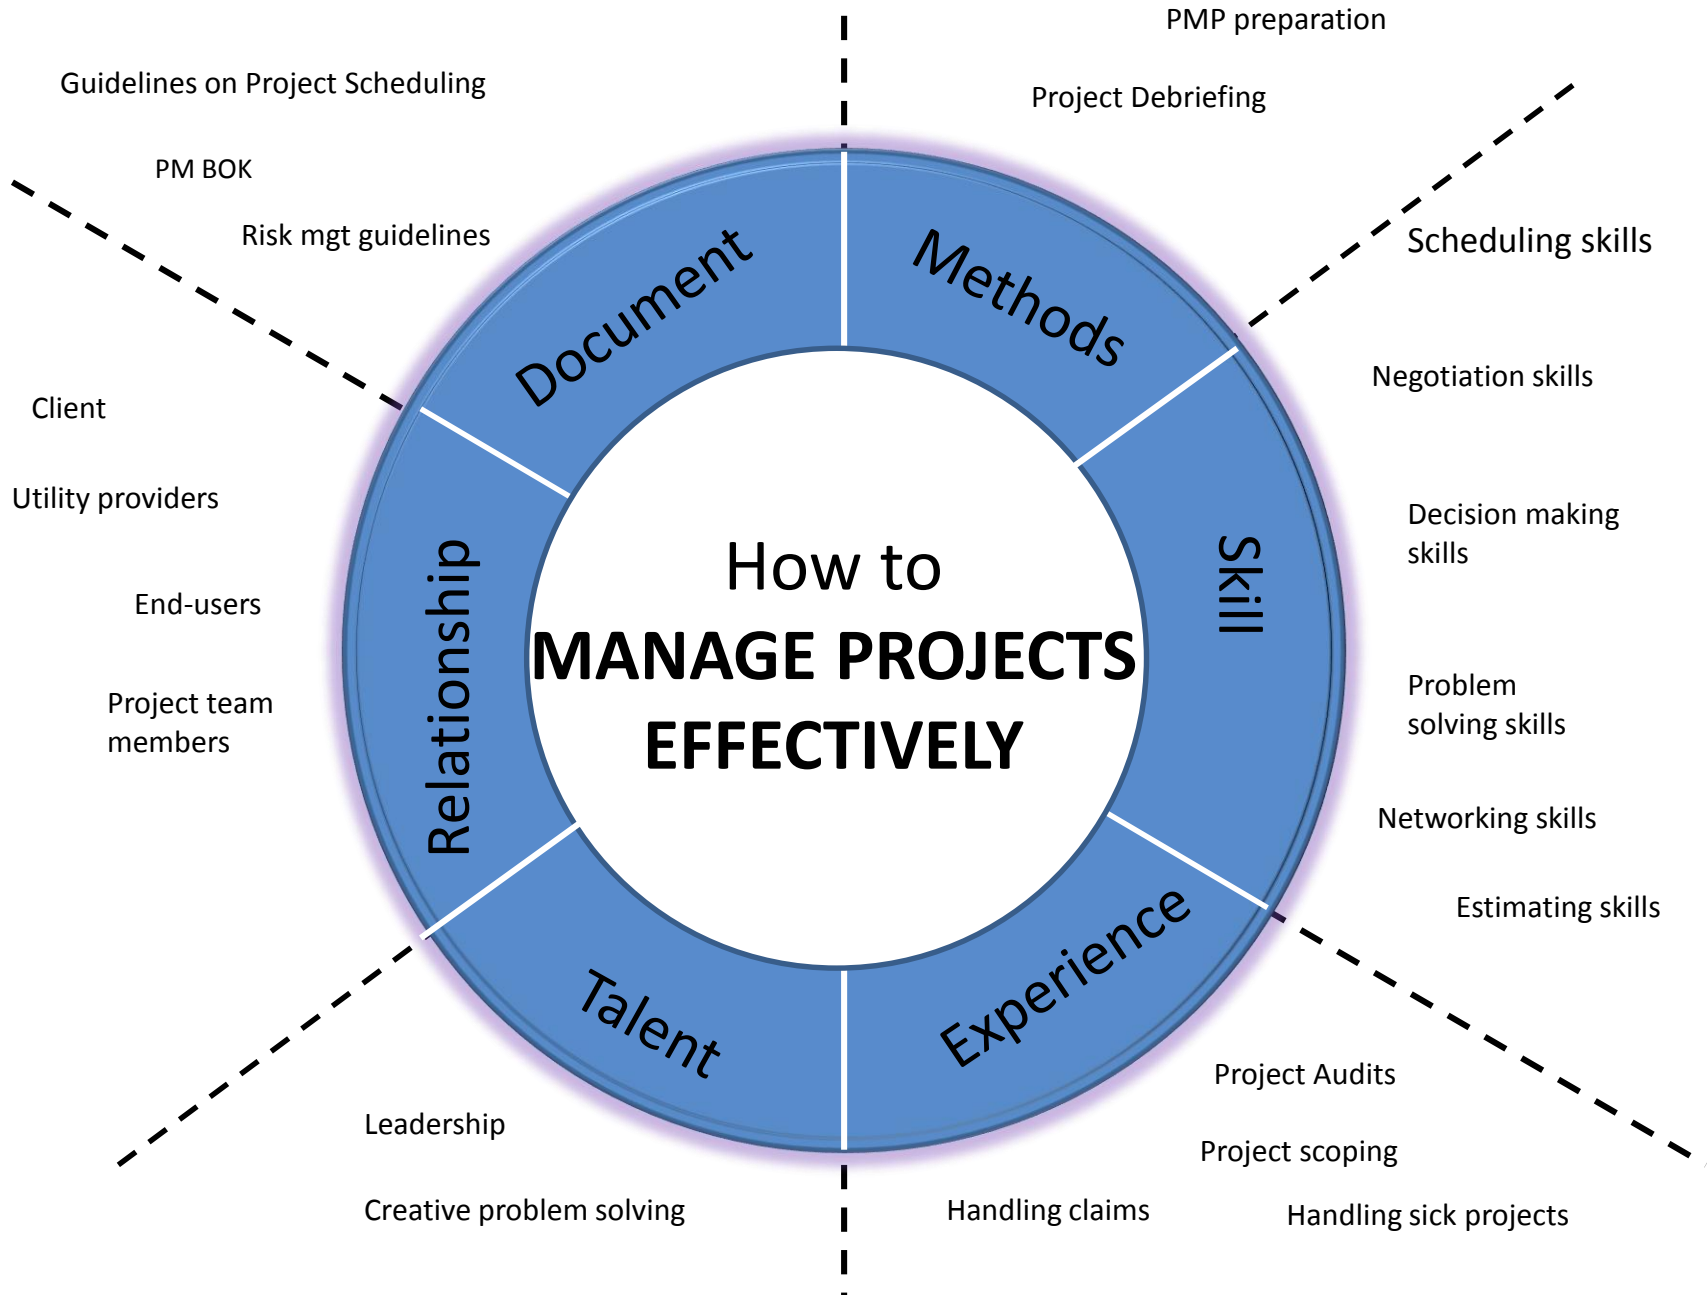 PMP preparation
Guidelines on Project Scheduling
Project Debriefing
PM BOK
Risk mgt guidelines
Scheduling skills
Document
Methods
Negotiation skills
Client
Utility providers
Decision making
skills
End-users
Project team
members
Relationship
How to
MANAGE PROJECTS
EFFECTIVELY
Skill
Problem
solving skills
Networking skills
Estimating skills
Talent
Experience
Project Audits
Leadership
Project scoping
Creative problem solving
Handling claims
Handling sick projects